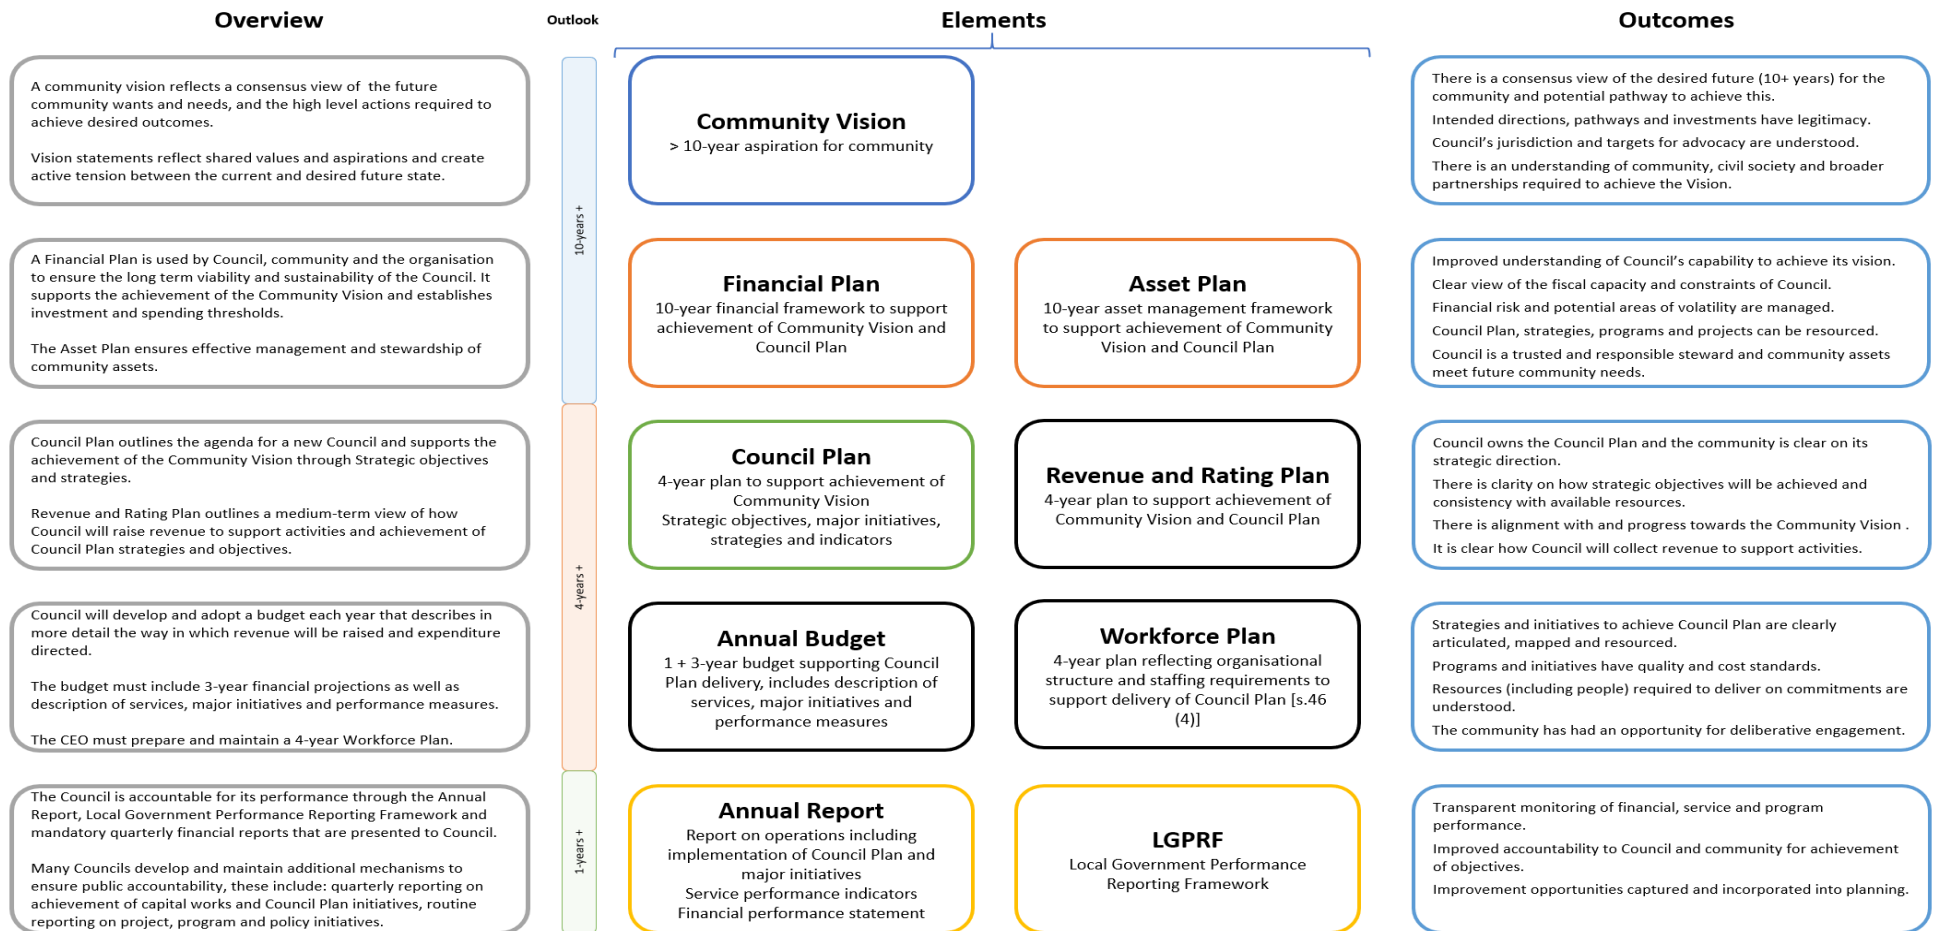 Overview
Outlook
Elements
Outcomes
A community vision reflects a consensus view of  the future
community wants and needs, and the high level actions required to
achieve desired outcomes.
Vision statements reflect shared values and aspirations and create
active tension between the current and desired future state.
10-years +
Community Vision
> 10-year aspiration for community
There is a consensus view of the desired future (10+ years) for the
community and potential pathway to achieve this.
Intended directions, pathways and investments have legitimacy.
Council's jurisdiction and targets for advocacy are understood.
There is an understanding of community, civil society and broader
partnerships required to achieve the Vision.
A Financial Plan is used by Council, community and the organisation
to ensure the long term viability and sustainability of the Council. It
supports the achievement of the Community Vision and establishes
investment and spending thresholds.
The Asset Plan ensures effective management and stewardship of
community assets.
Financial Plan
10-year financial framework to support
achievement of Community Vision and
Council Plan
Asset Plan
10-year asset management framework
to support achievement of Community
Vision and Council Plan
Improved understanding of Council's capability to achieve its vision.
Clear view of the fiscal capacity and constraints of Council.
Financial risk and potential areas of volatility are managed.
Council Plan, strategies, programs and projects can be resourced.
Council is a trusted and responsible steward and community assets
meet future community needs.
Council Plan outlines the agenda for a new Council and supports the
achievement of the Community Vision through Strategic objectives
and strategies.
Revenue and Rating Plan outlines a medium-term view of how
Council will raise revenue to support activities and achievement of
Council Plan strategies and objectives.
4-years +
Council Plan
4-year plan to support achievement of
Community Vision
Strategic objectives, major initiatives,
strategies and indicators
Revenue and Rating Plan
4-year plan to support achievement of
Community Vision and Council Plan
Council owns the Council Plan and the community is clear on its
strategic direction.
There is clarity on how strategic objectives will be achieved and
consistency with available resources.
There is alignment with and progress towards the Community Vision .
It is clear how Council will collect revenue to support activities.
Council will develop and adopt a budget each year that describes in
more detail the way in which revenue will be raised and expenditure
directed.
The budget must include 3-year financial projections as well as
description of services, major initiatives and performance measures.
The CEO must prepare and maintain a 4-year Workforce Plan.
Annual Budget
1 + 3-year budget supporting Council
Plan delivery, includes description of
services, major initiatives and
performance measures
Workforce Plan
4-year plan reflecting organisational
structure and staffing requirements to
support delivery of Council Plan [s.46
(4)]
Strategies and initiatives to achieve Council Plan are clearly
articulated, mapped and resourced.
Programs and initiatives have quality and cost standards.
Resources (including people) required to deliver on commitments are
understood.
The community has had an opportunity for deliberative engagement.
The Council is accountable for its performance through the Annual
Report, Local Government Performance Reporting Framework and
mandatory quarterly financial reports that are presented to Council.
Many Councils develop and maintain additional mechanisms to
ensure public accountability, these include: quarterly reporting on
achievement of capital works and Council Plan initiatives, routine
reporting on project, program and policy initiatives.
1-years +
Annual Report
Report on operations including
implementation of Council Plan and
major initiatives
Service performance indicators
Financial performance statement
LGPRF
Local Government Performance
Reporting Framework
Transparent monitoring of financial, service and program
performance.
Improved accountability to Council and community for achievement
of objectives.
Improvement opportunities captured and incorporated into planning.